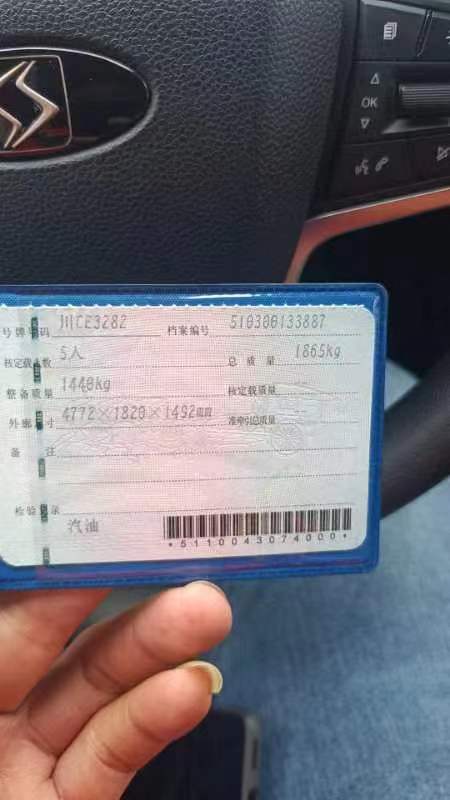 OK
号牌号码 川CE3282 档案编号 510300133887
核定载人数 5人 总质量 1865kg
整备质量 1440kg 核定载质量
外廓尺寸 4772×1820×1492mm 准牵引总质量
备注
检验记录
汽油
*5110043074000*